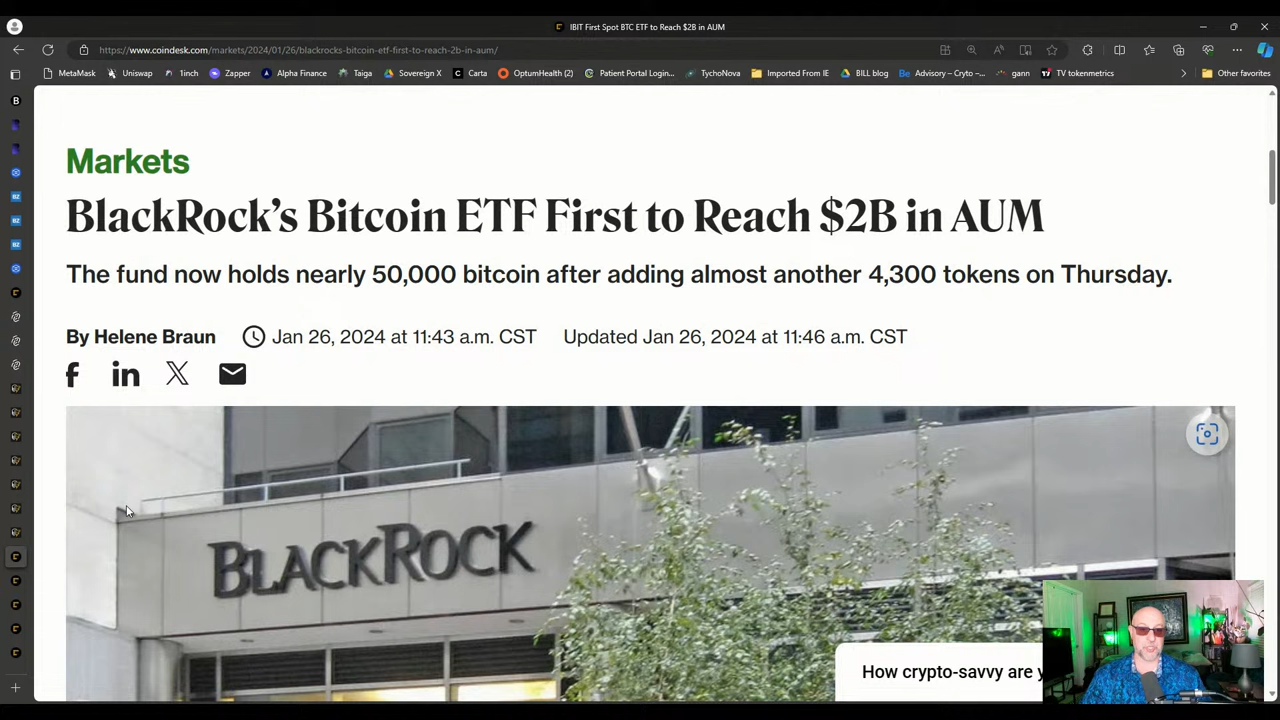 IBIT First Spot BTC ETF to Reach $2B in AUM
https://www.coindesk.com/markets/2024/01/26/blackrocks-bitcoin-etf-first-to-reach-2b-in-aum/
MetaMask Uniswap 1inch Zapper Alpha Finance Taiga Sovereign X Carta OptumHealth (2) Patient Portal Login... TychoNova Imported From IE BILL blog Advisory – Cryto –... gann TV tokenmetrics Other favorites
Markets
BlackRock's Bitcoin ETF First to Reach $2B in AUM
The fund now holds nearly 50,000 bitcoin after adding almost another 4,300 tokens on Thursday.
By Helene Braun Jan 26, 2024 at 11:43 a.m. CST Updated Jan 26, 2024 at 11:46 a.m. CST
BLACKROCK
How crypto-savvy are